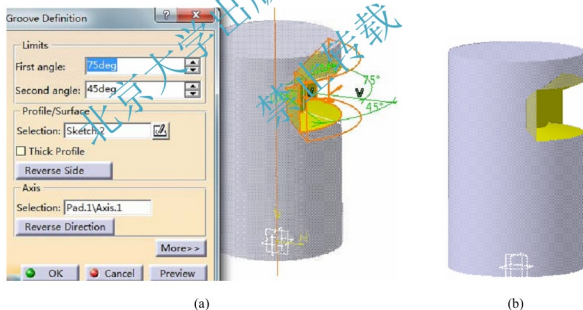 Groove Definition
Limits
First angle: 75deg
Second angle: 45deg
Profile/Surface
Selection: Sketch.2
Thick Profile
Reverse Side
Axis
Selection: Pad.1\Axis.1
Reverse Direction
More>>
OK Cancel Preview
75°
45°
北京大学出版
禁止转载
(a)
(b)